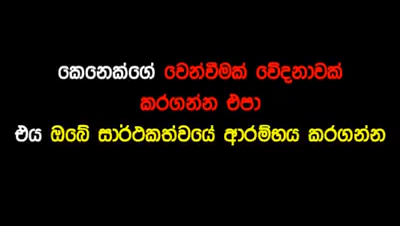 කෙනෙක්ගේ වෙන්වීමක් වේදනාවක්
කරගන්න එපා
එය ඔබේ සාර්ථකත්වයේ ආරම්භය කරගන්න